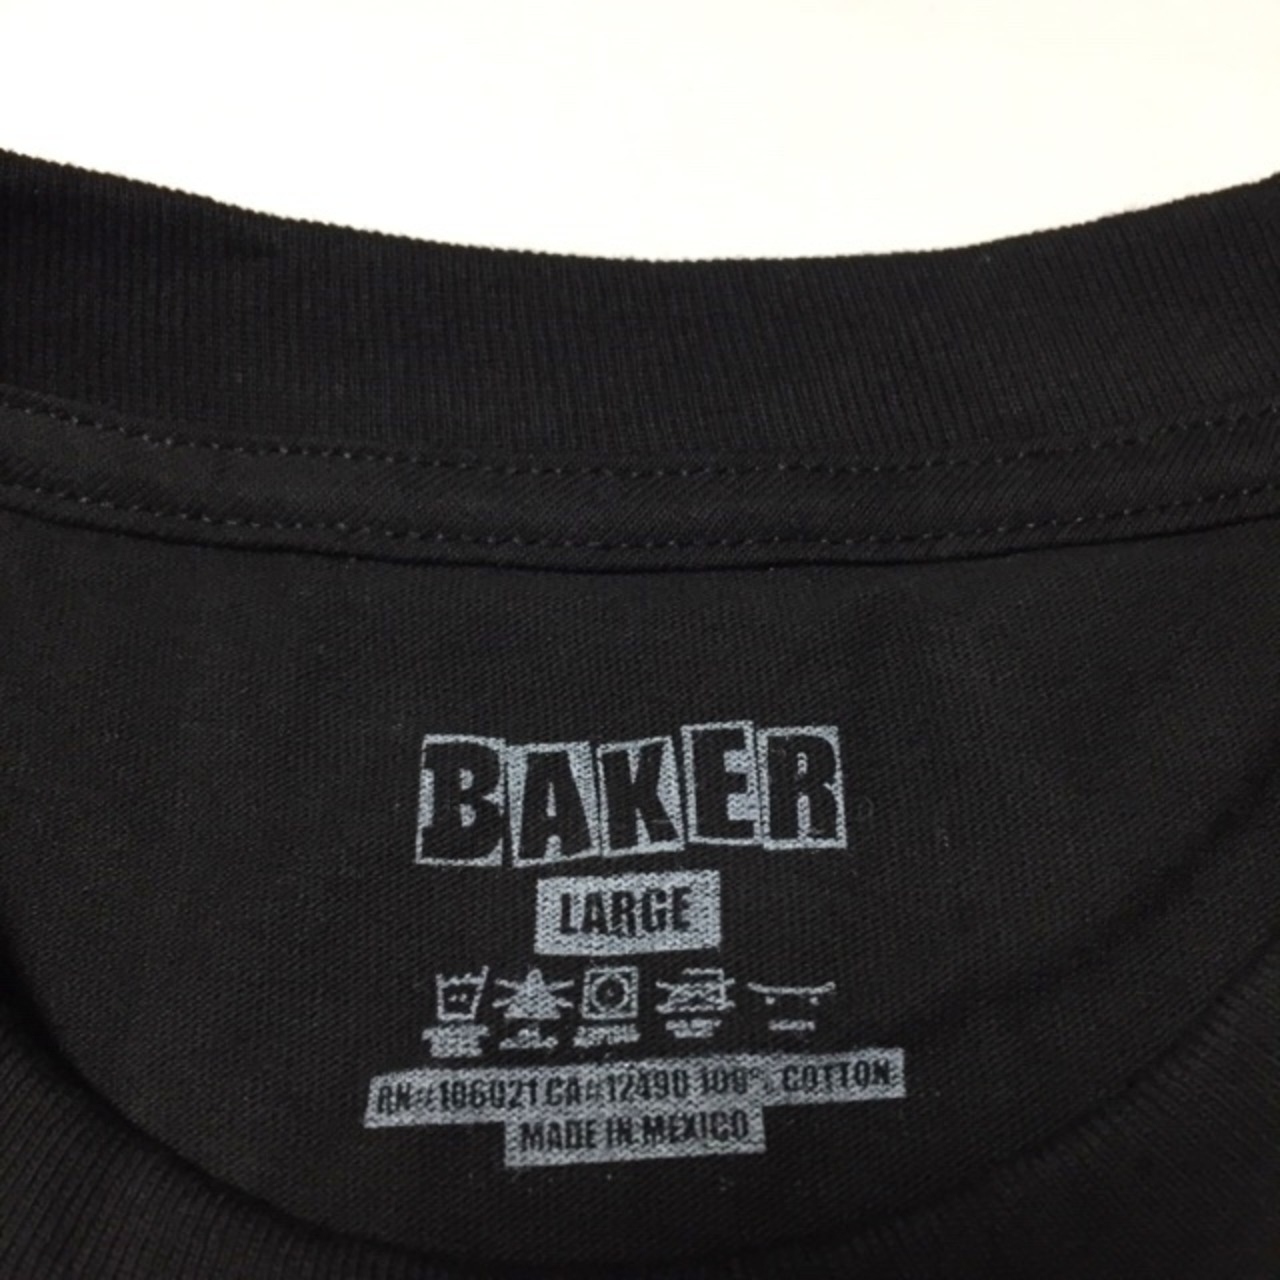 BAKER
LARGE
RN#106021 CA#12490 100% COTTON
MADE IN MEXICO